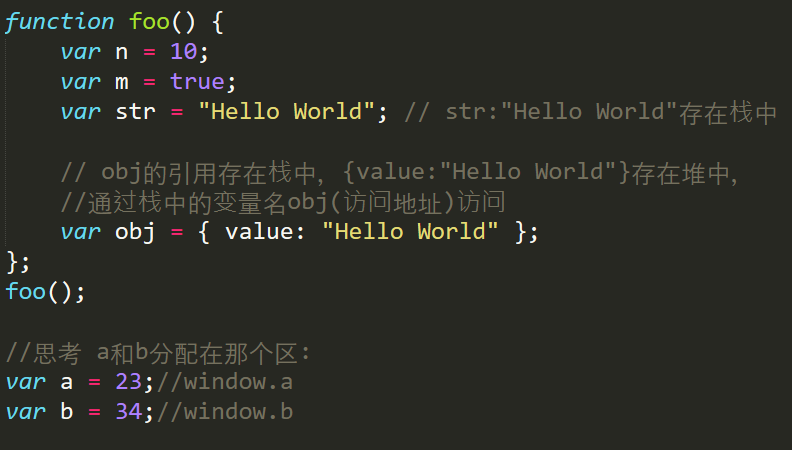 function foo() {
    var n = 10;
    var m = true;
    var str = "Hello World"; // str:"Hello World"存在栈中

    // obj的引用存在栈中, {value:"Hello World"}存在堆中,
    //通过栈中的变量名obj(访问地址)访问
    var obj = { value: "Hello World" };
};
foo();

//思考 a和b分配在那个区:
var a = 23;//window.a
var b = 34;//window.b